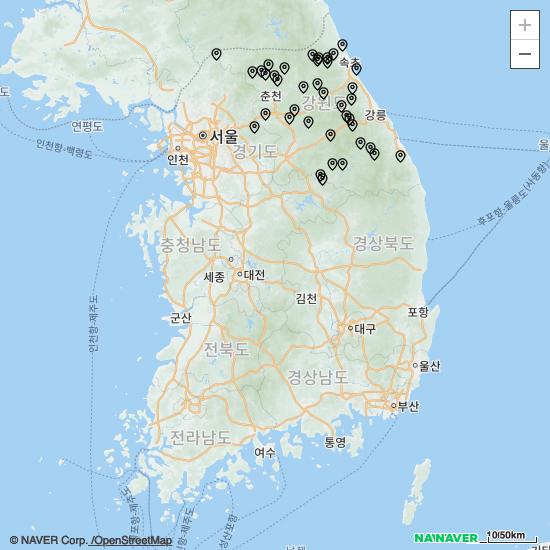 +
−
속초
춘천
강원도
강릉
연평도
서울
인천항-백령도
인천
경기도
울
후포항-울릉도(사동항)
충청남도
경상북도
세종
대전
인천항-제주도
김천
군산
포항
대구
전라북도
울산
경상남도
부산
전라남도
통영
여수
© NAVER Corp. /OpenStreetMap
NA!NAVER
10/50km